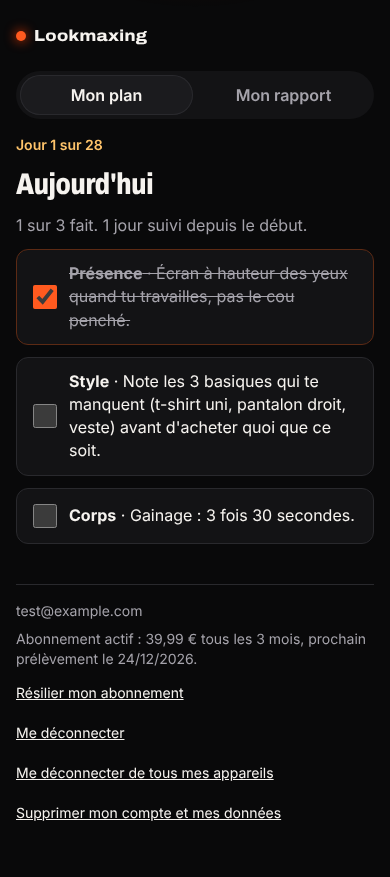 Lookmaxing
Mon plan
Mon rapport
Jour 1 sur 28
Aujourd'hui
1 sur 3 fait. 1 jour suivi depuis le début.
Présence · Écran à hauteur des yeux
quand tu travailles, pas le cou
penché.
Style · Note les 3 basiques qui te
manquent (t-shirt uni, pantalon droit,
veste) avant d'acheter quoi que ce
soit.
Corps · Gainage : 3 fois 30 secondes.
test@example.com
Abonnement actif : 39,99 € tous les 3 mois, prochain
prélèvement le 24/12/2026.
Résilier mon abonnement
Me déconnecter
Me déconnecter de tous mes appareils
Supprimer mon compte et mes données